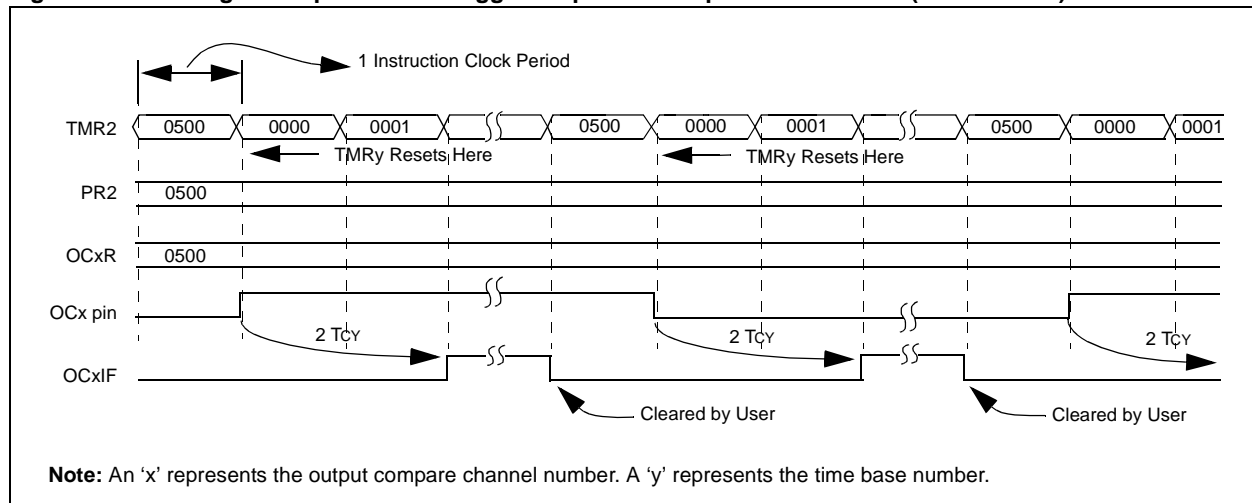 1 Instruction Clock Period
TMR2 0500 0000 0001 0500 0000 0001 0500 0000 0001
TMRy Resets Here TMRy Resets Here
PR2 0500
OCxR 0500
OCx pin
2 TCY 2 TCY 2 TCY
OCxIF
Cleared by User Cleared by User
Note: An ‘x’ represents the output compare channel number. A ‘y’ represents the time base number.